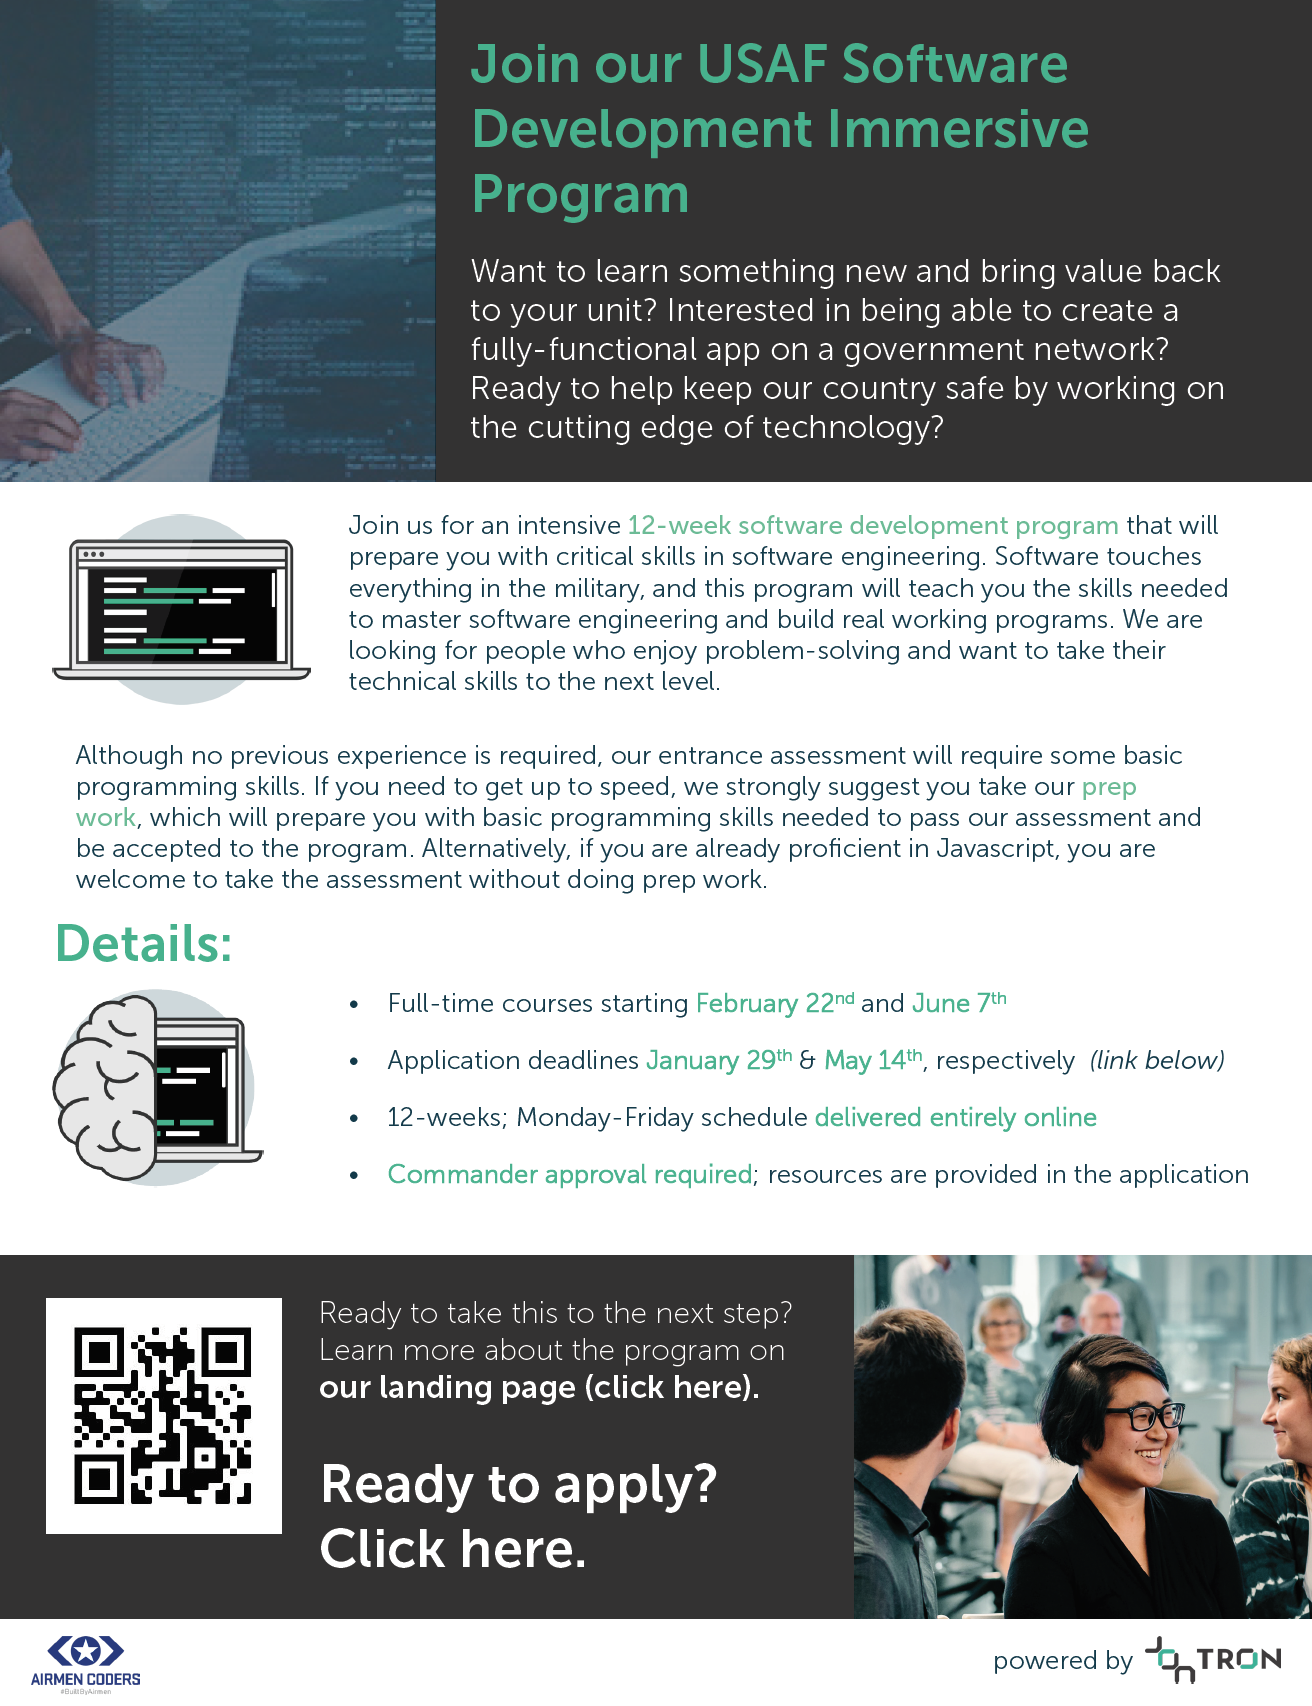 Join our USAF Software
Development Immersive
Program
Want to learn something new and bring value back
to your unit? Interested in being able to create a
fully-functional app on a government network?
Ready to help keep our country safe by working on
the cutting edge of technology?
Join us for an intensive 12-week software development program that will
prepare you with critical skills in software engineering. Software touches
everything in the military, and this program will teach you the skills needed
to master software engineering and build real working programs. We are
looking for people who enjoy problem-solving and want to take their
technical skills to the next level.
Although no previous experience is required, our entrance assessment will require some basic
programming skills. If you need to get up to speed, we strongly suggest you take our prep
work, which will prepare you with basic programming skills needed to pass our assessment and
be accepted to the program. Alternatively, if you are already proficient in Javascript, you are
welcome to take the assessment without doing prep work.
Details:
• Full-time courses starting February 22nd and June 7th
• Application deadlines January 29th & May 14th, respectively (link below)
• 12-weeks; Monday-Friday schedule delivered entirely online
• Commander approval required; resources are provided in the application
Ready to take this to the next step?
Learn more about the program on
our landing page (click here).
Ready to apply?
Click here.
AIRMEN CODERS
#BuiltByAirmen
powered by TRON